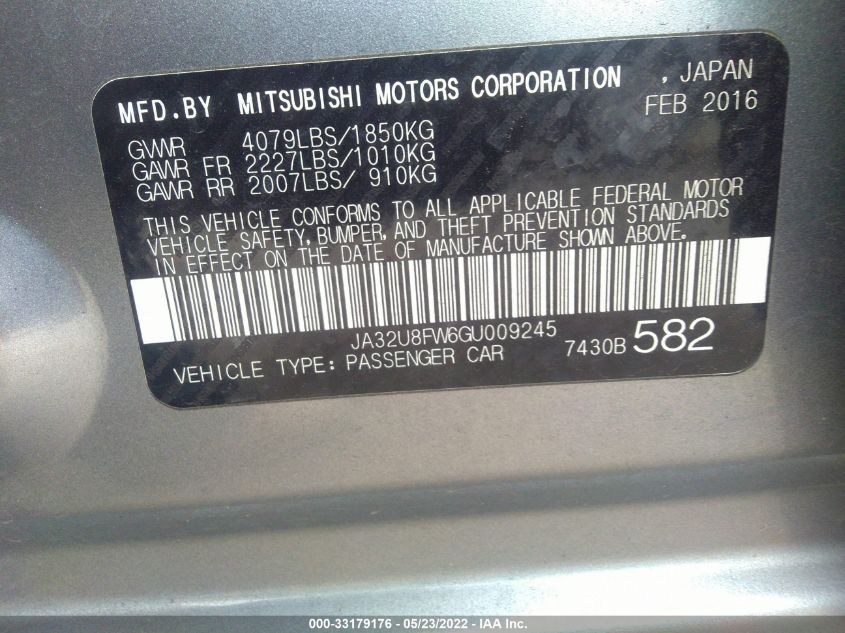 MFD.BY MITSUBISHI MOTORS CORPORATION , JAPAN
FEB 2016
GVWR 4079LBS/1850KG
GAWR FR 2227LBS/1010KG
GAWR RR 2007LBS/ 910KG
THIS VEHICLE CONFORMS TO ALL APPLICABLE FEDERAL MOTOR
VEHICLE SAFETY, BUMPER, AND THEFT PREVENTION STANDARDS
IN EFFECT ON THE DATE OF MANUFACTURE SHOWN ABOVE.
JA32U8FW6GU009245
VEHICLE TYPE: PASSENGER CAR 7430B 582
000-33179176 - 05/23/2022 - IAA Inc.